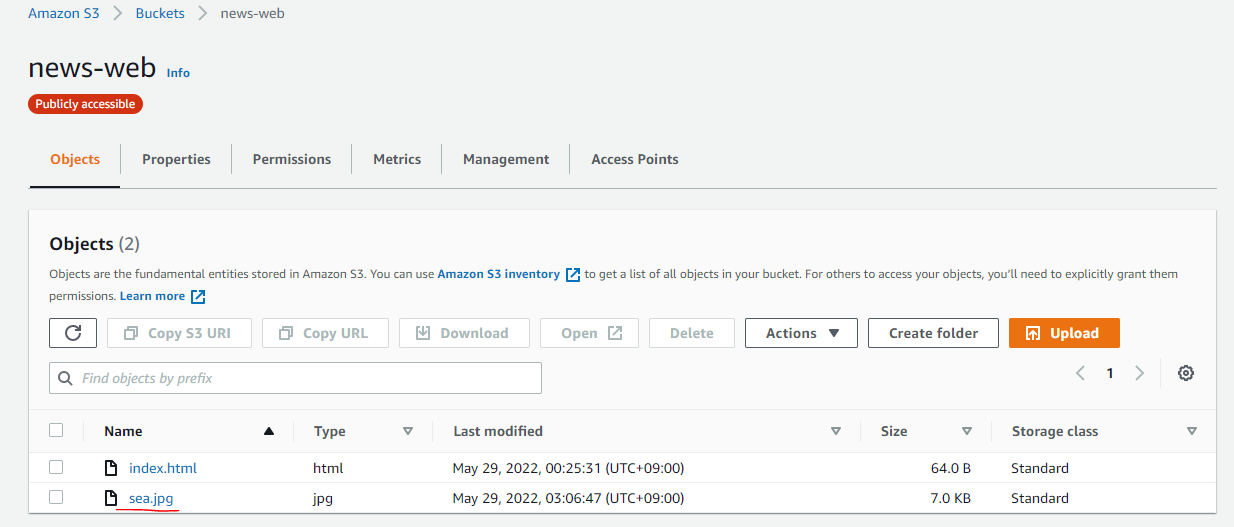 Amazon S3 > Buckets > news-web
news-web Info
Publicly accessible
Objects Properties Permissions Metrics Management Access Points
Objects (2)
Objects are the fundamental entities stored in Amazon S3. You can use Amazon S3 inventory to get a list of all objects in your bucket. For others to access your objects, you'll need to explicitly grant them
permissions. Learn more
Copy S3 URI Copy URL Download Open Delete Actions Create folder Upload
Find objects by prefix
1
Name Type Last modified Size Storage class
index.html html May 29, 2022, 00:25:31 (UTC+09:00) 64.0 B Standard
sea.jpg jpg May 29, 2022, 03:06:47 (UTC+09:00) 7.0 KB Standard